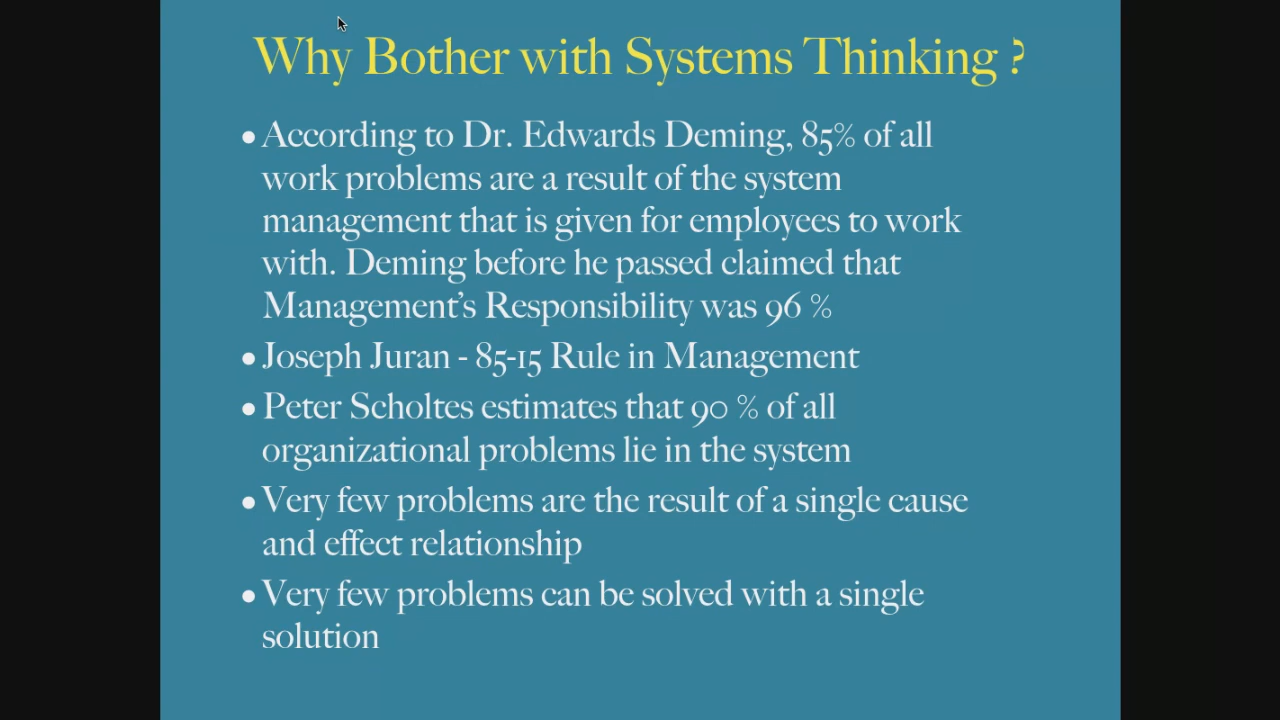 Why Bother with Systems Thinking ?
• According to Dr. Edwards Deming, 85% of all
work problems are a result of the system
management that is given for employees to work
with. Deming before he passed claimed that
Management's Responsibility was 96 %
• Joseph Juran - 85-15 Rule in Management
• Peter Scholtes estimates that 90 % of all
organizational problems lie in the system
• Very few problems are the result of a single cause
and effect relationship
• Very few problems can be solved with a single
solution